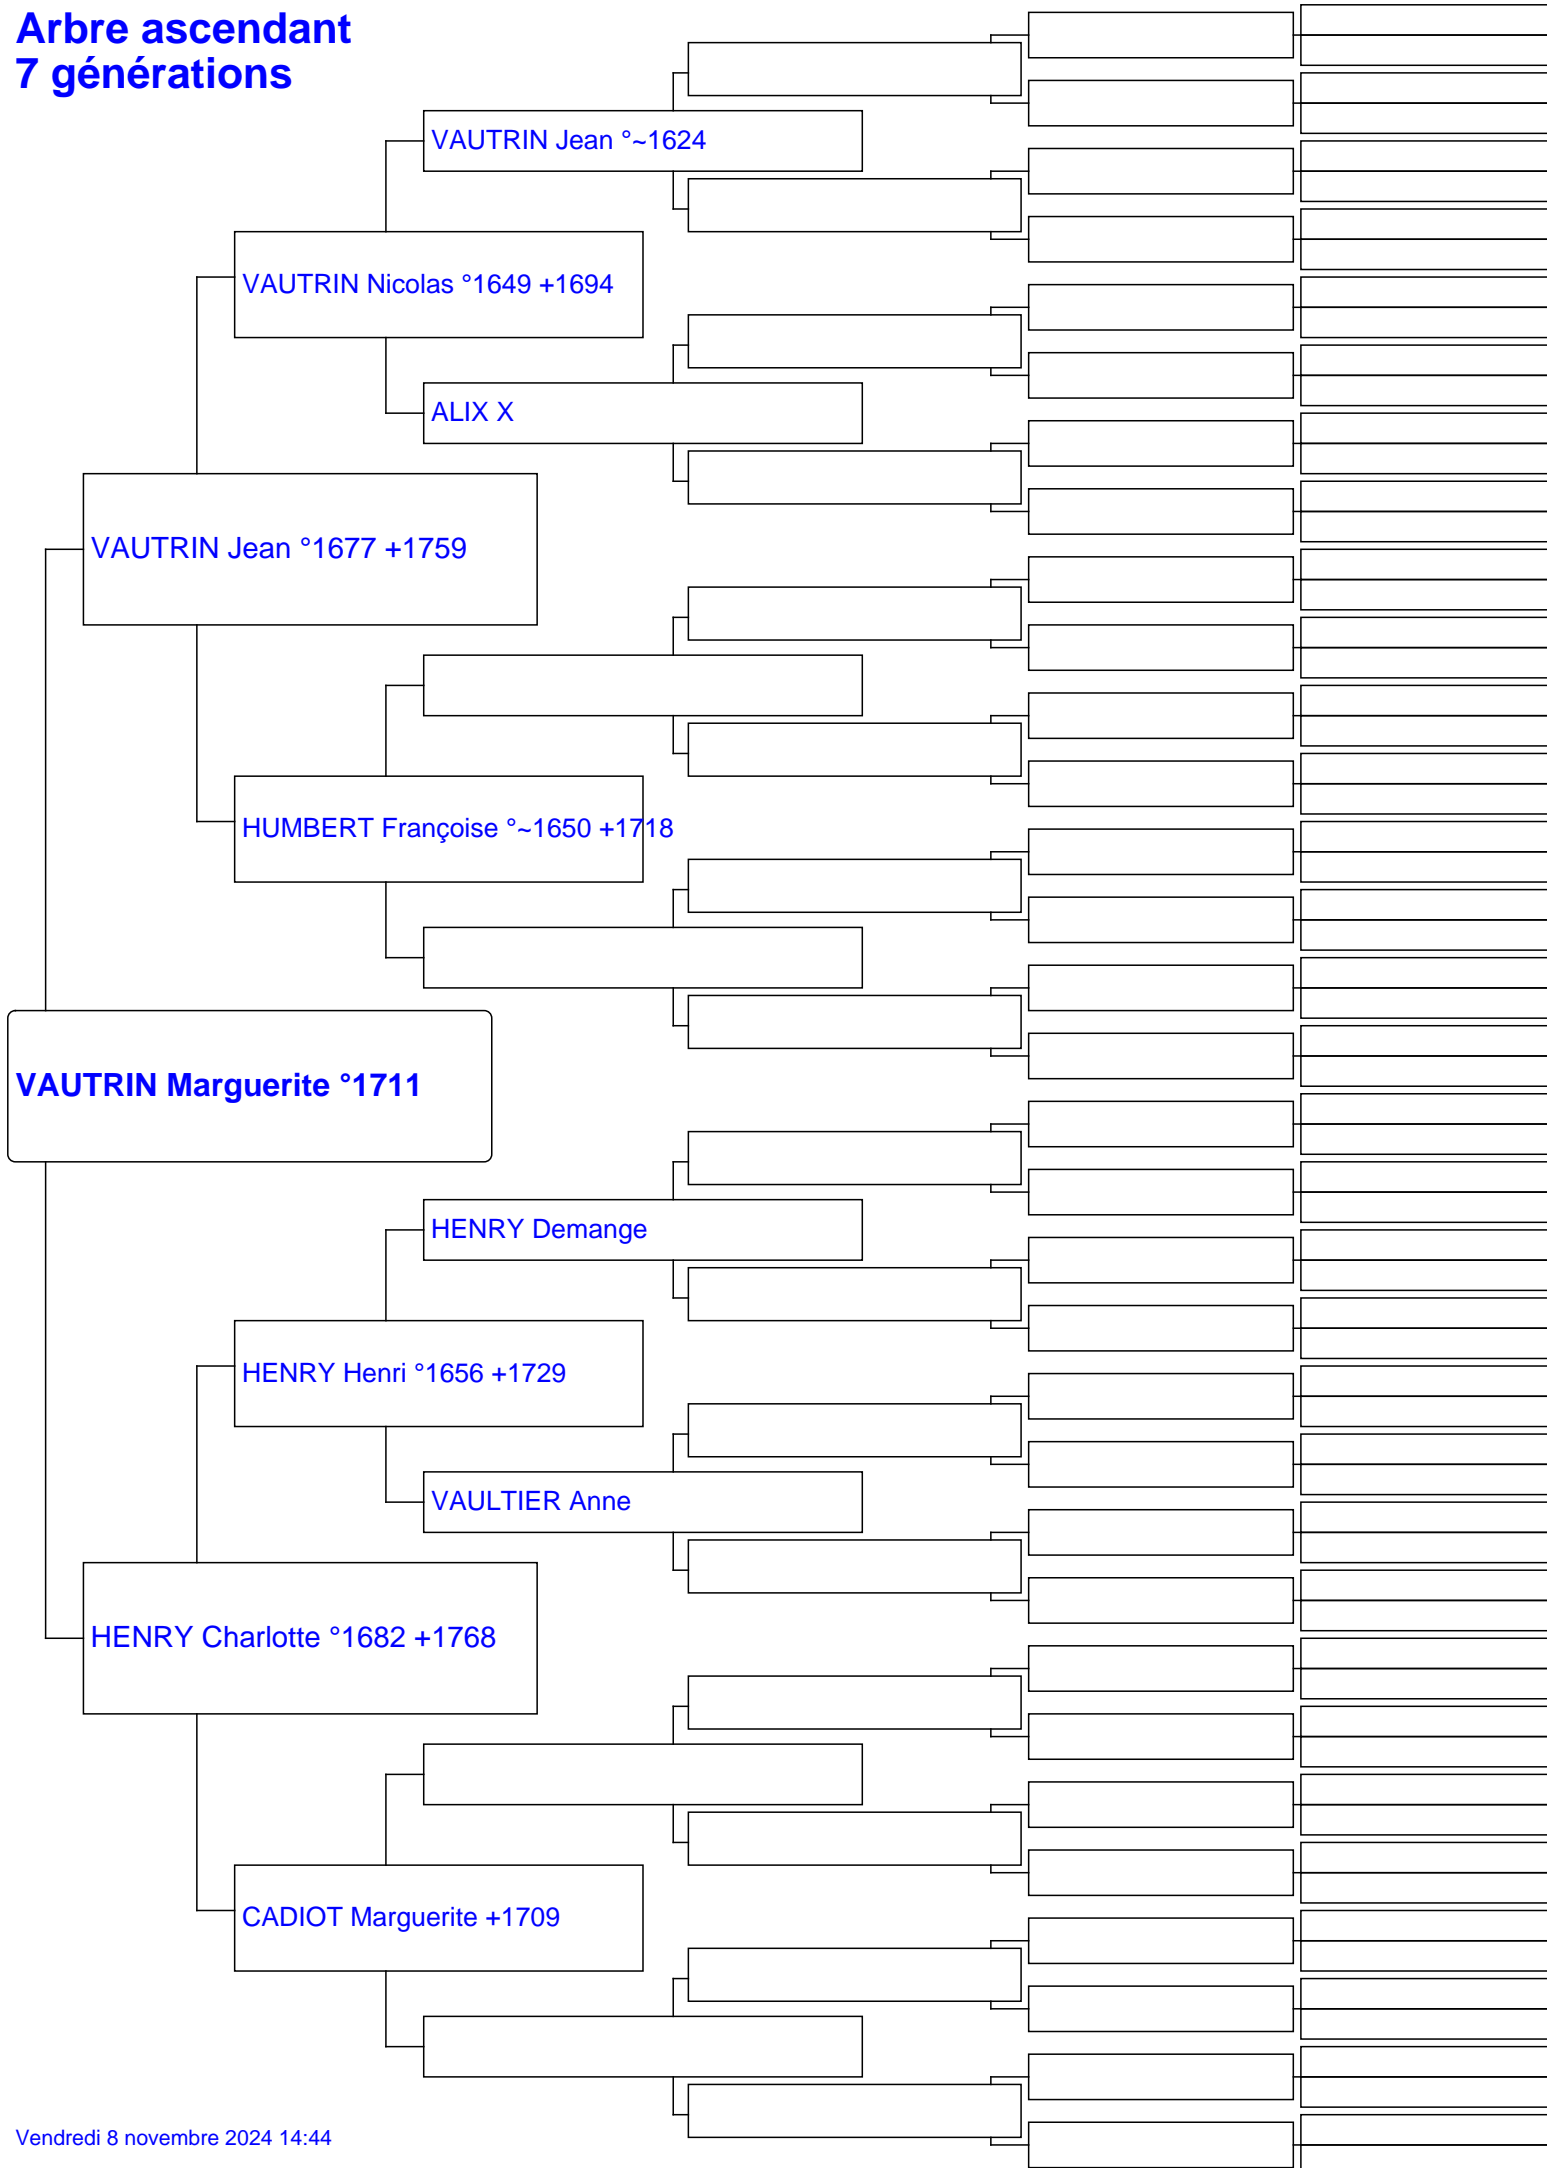 Arbre ascendant
7 générations
VAUTRIN Jean °~1624
VAUTRIN Nicolas °1649 +1694
ALIX X
VAUTRIN Jean °1677 +1759
HUMBERT Françoise °~1650 +1718
VAUTRIN Marguerite °1711
HENRY Demange
HENRY Henri °1656 +1729
VAULTIER Anne
HENRY Charlotte °1682 +1768
CADIOT Marguerite +1709
Vendredi 8 novembre 2024 14:44